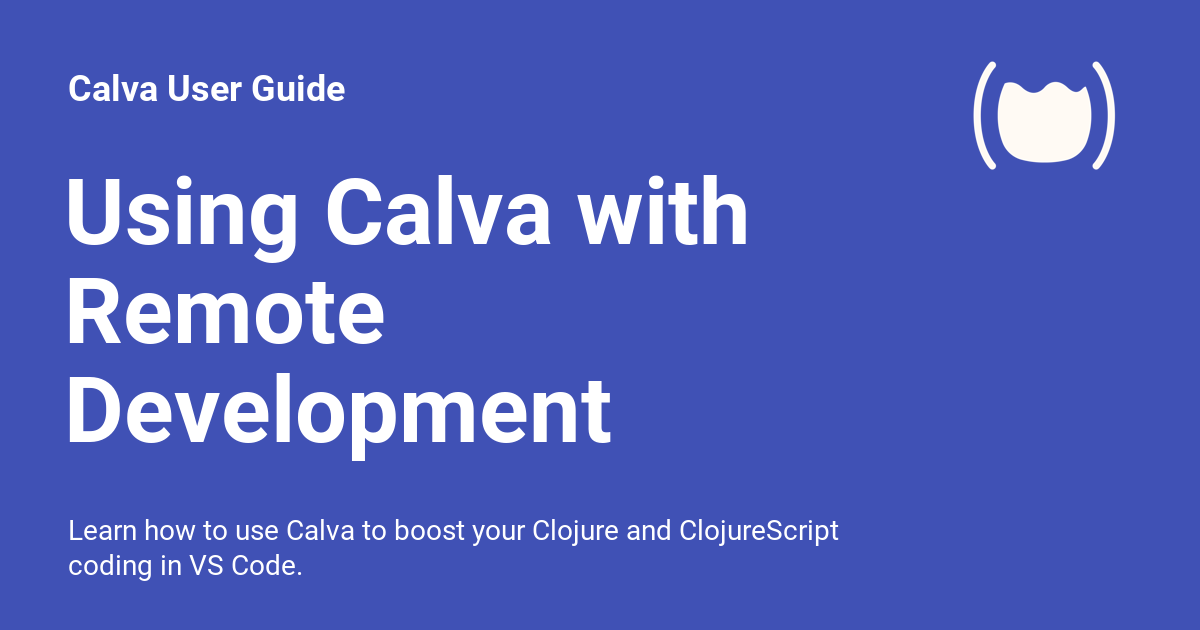 Calva User Guide
Using Calva with
Remote
Development
Learn how to use Calva to boost your Clojure and ClojureScript
coding in VS Code.